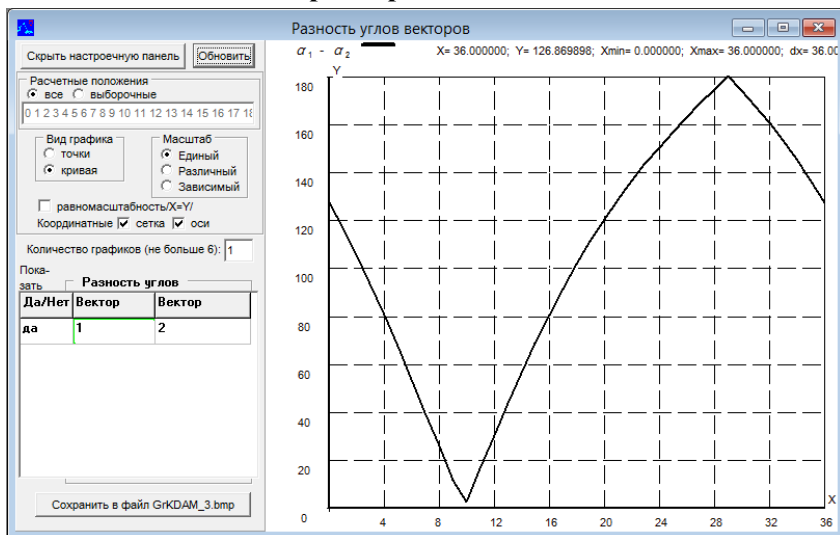 Разность углов векторов
Скрыть настроечную панель
Обновить
Расчетные положения
все выборочные
0 1 2 3 4 5 6 7 8 9 10 11 12 13 14 15 16 17 18
Вид графика
точки
кривая
Масштаб
Единый
Различный
Зависимый
равномасштабность/X=Y/
Координатные сетка оси
Количество графиков (не больше 6): 1
Пока-
зать
Разность углов
Да/Нет Вектор Вектор
да 1 2
Сохранить в файл GrKDAM_3.bmp
α 1 - α 2
X= 36.000000; Y= 126.869898; Xmin= 0.000000; Xmax= 36.000000; dx= 36.00
Y
180
160
140
120
100
80
60
40
20
0
X
4 8 12 16 20 24 28 32 36